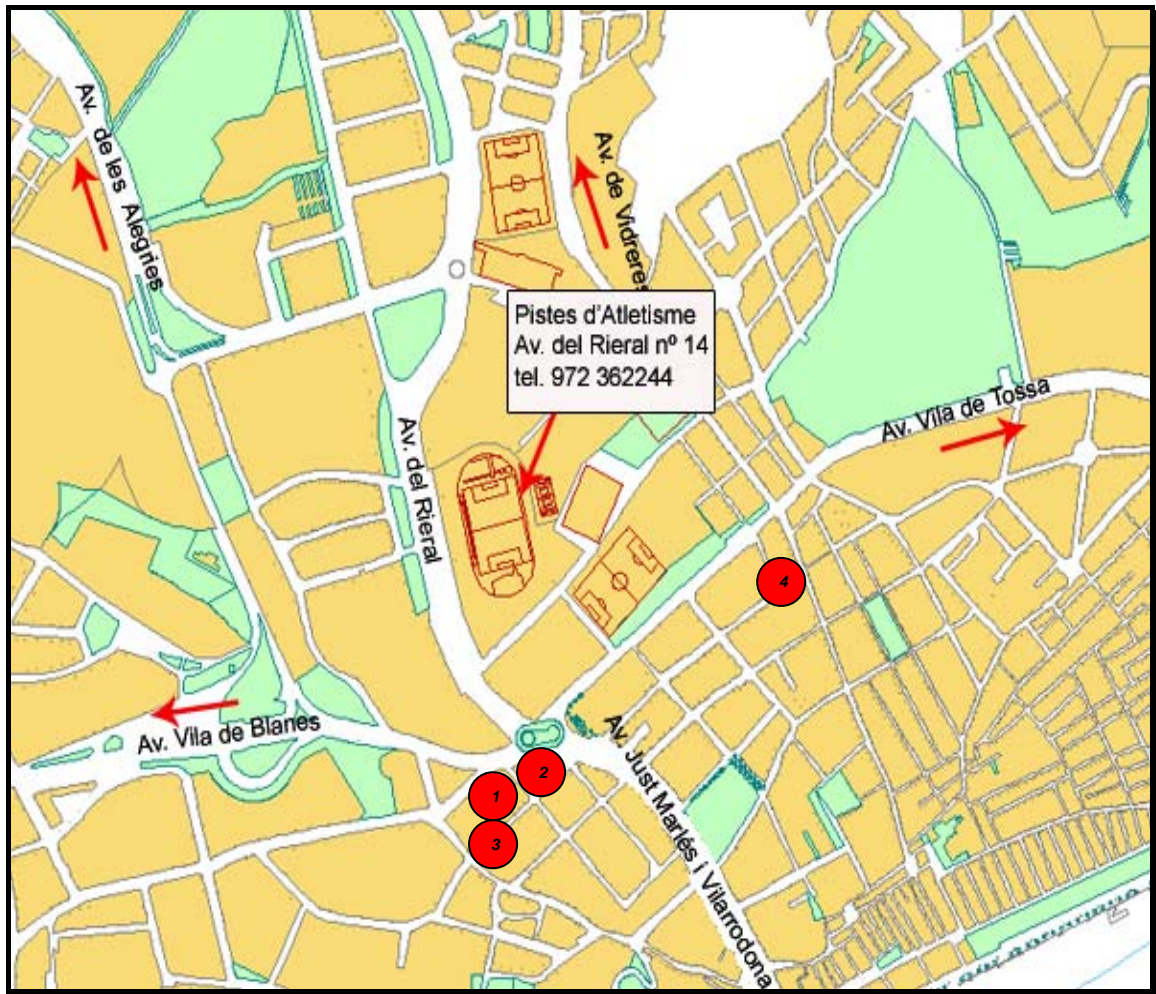 Av. de les Alegries
Av. de Vidreres
Pistes d'Atletisme
Av. del Rieral nº 14
tel. 972 362244
Av. Vila de Tossa
Av. del Rieral
4
Av. Vila de Blanes
Av. Just Marlés i Vilarrodona
2
1
3